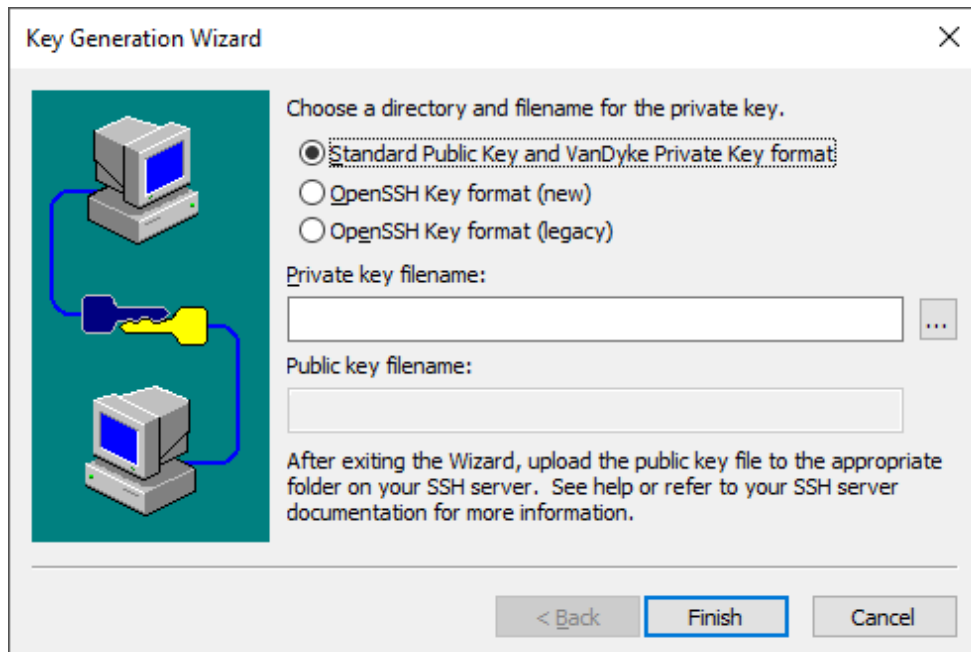 Key Generation Wizard
Choose a directory and filename for the private key.
Standard Public Key and VanDyke Private Key format
OpenSSH Key format (new)
OpenSSH Key format (legacy)
Private key filename:
...
Public key filename:
After exiting the Wizard, upload the public key file to the appropriate
folder on your SSH server. See help or refer to your SSH server
documentation for more information.
< Back Finish Cancel